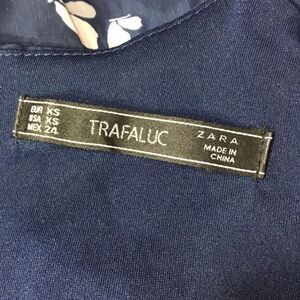 EUR XS
USA XS
MEX 24
TRAFALUC
ZARA
MADE IN
CHINA